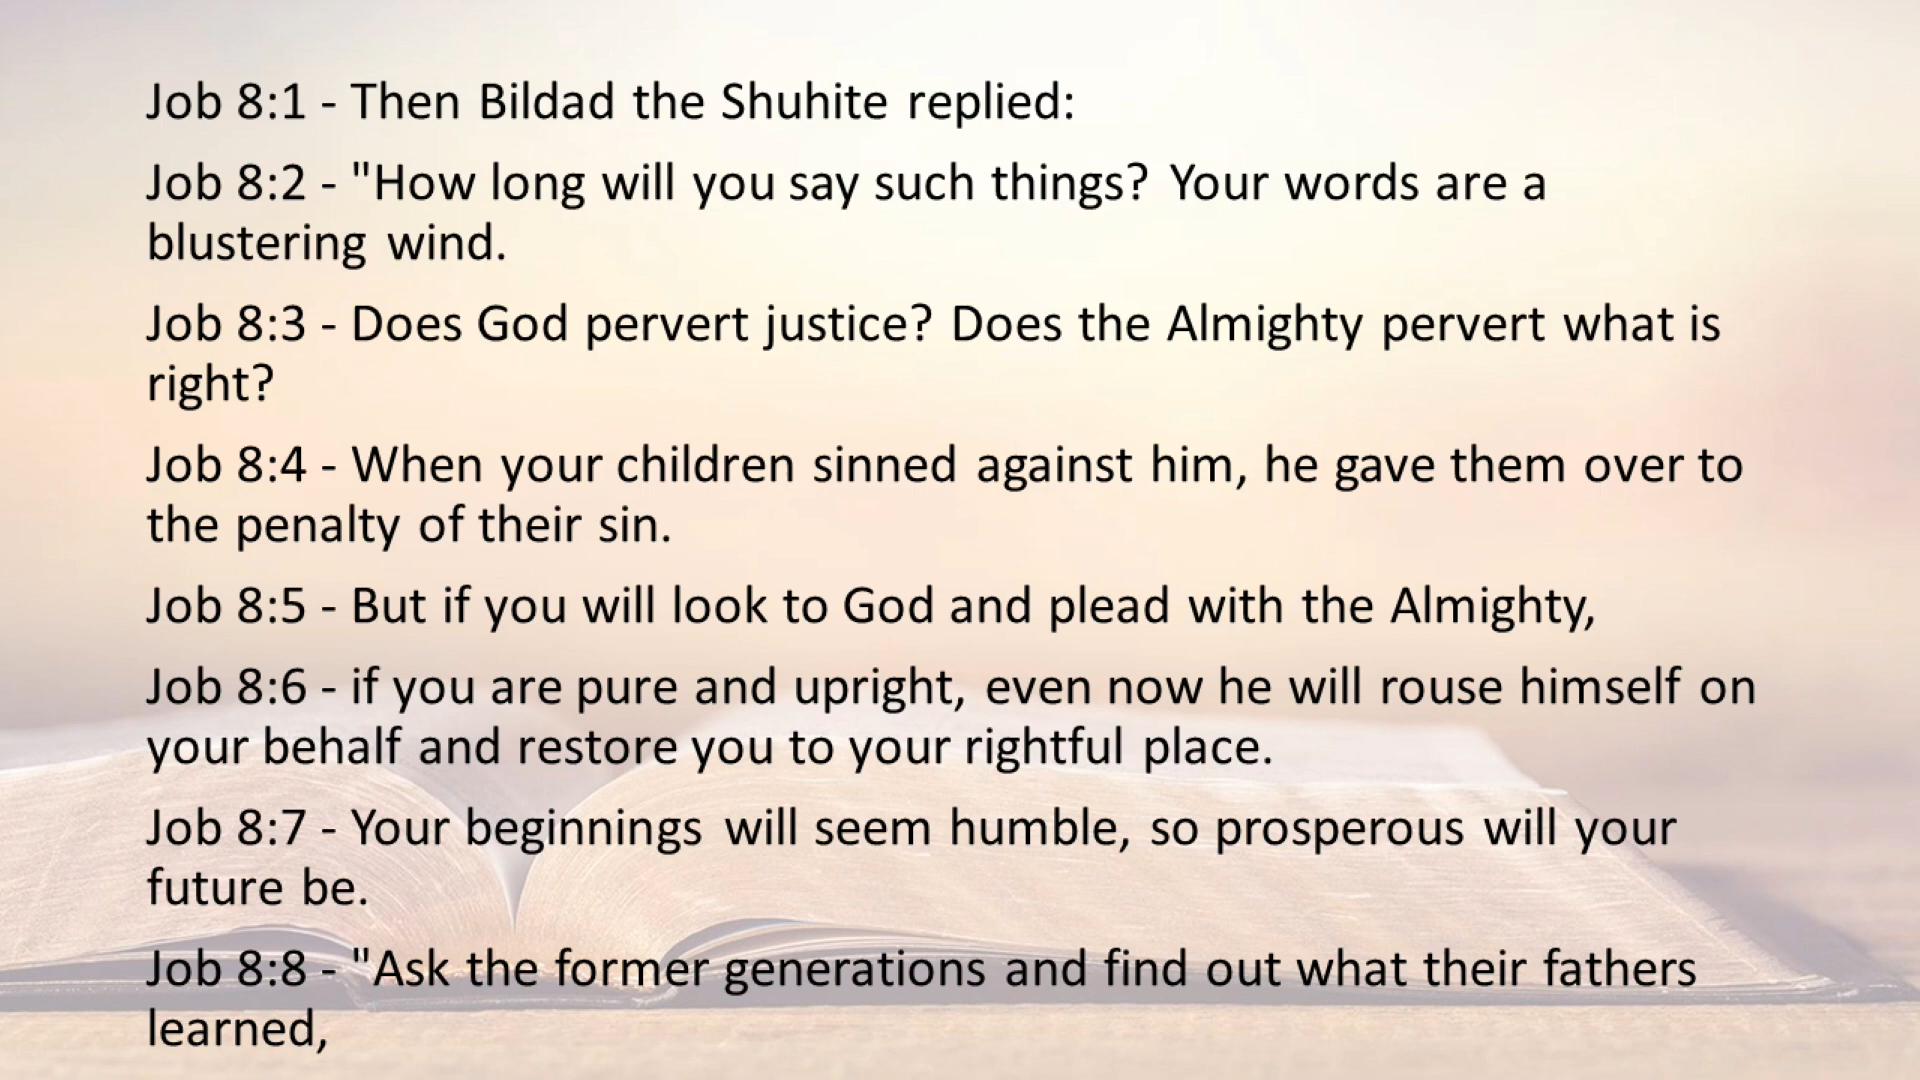 Job 8:1 - Then Bildad the Shuhite replied:
Job 8:2 - "How long will you say such things? Your words are a
blustering wind.
Job 8:3 - Does God pervert justice? Does the Almighty pervert what is
right?
Job 8:4 - When your children sinned against him, he gave them over to
the penalty of their sin.
Job 8:5 - But if you will look to God and plead with the Almighty,
Job 8:6 - if you are pure and upright, even now he will rouse himself on
your behalf and restore you to your rightful place.
Job 8:7 - Your beginnings will seem humble, so prosperous will your
future be.
Job 8:8 - "Ask the former generations and find out what their fathers
learned,